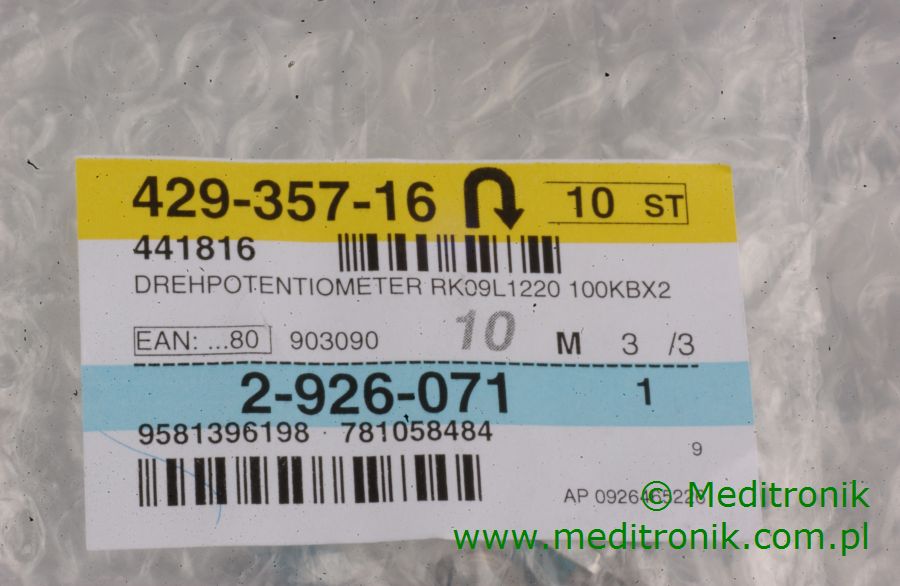 429-357-16 10 ST
441816
DREHPOTENTIOMETER RK09L1220 100KBX2
EAN: ...80 903090 10 M 3 /3
2-926-071 1
9581396198 781058484
9
AP 0926465226
© Meditronik
www.meditronik.com.pl